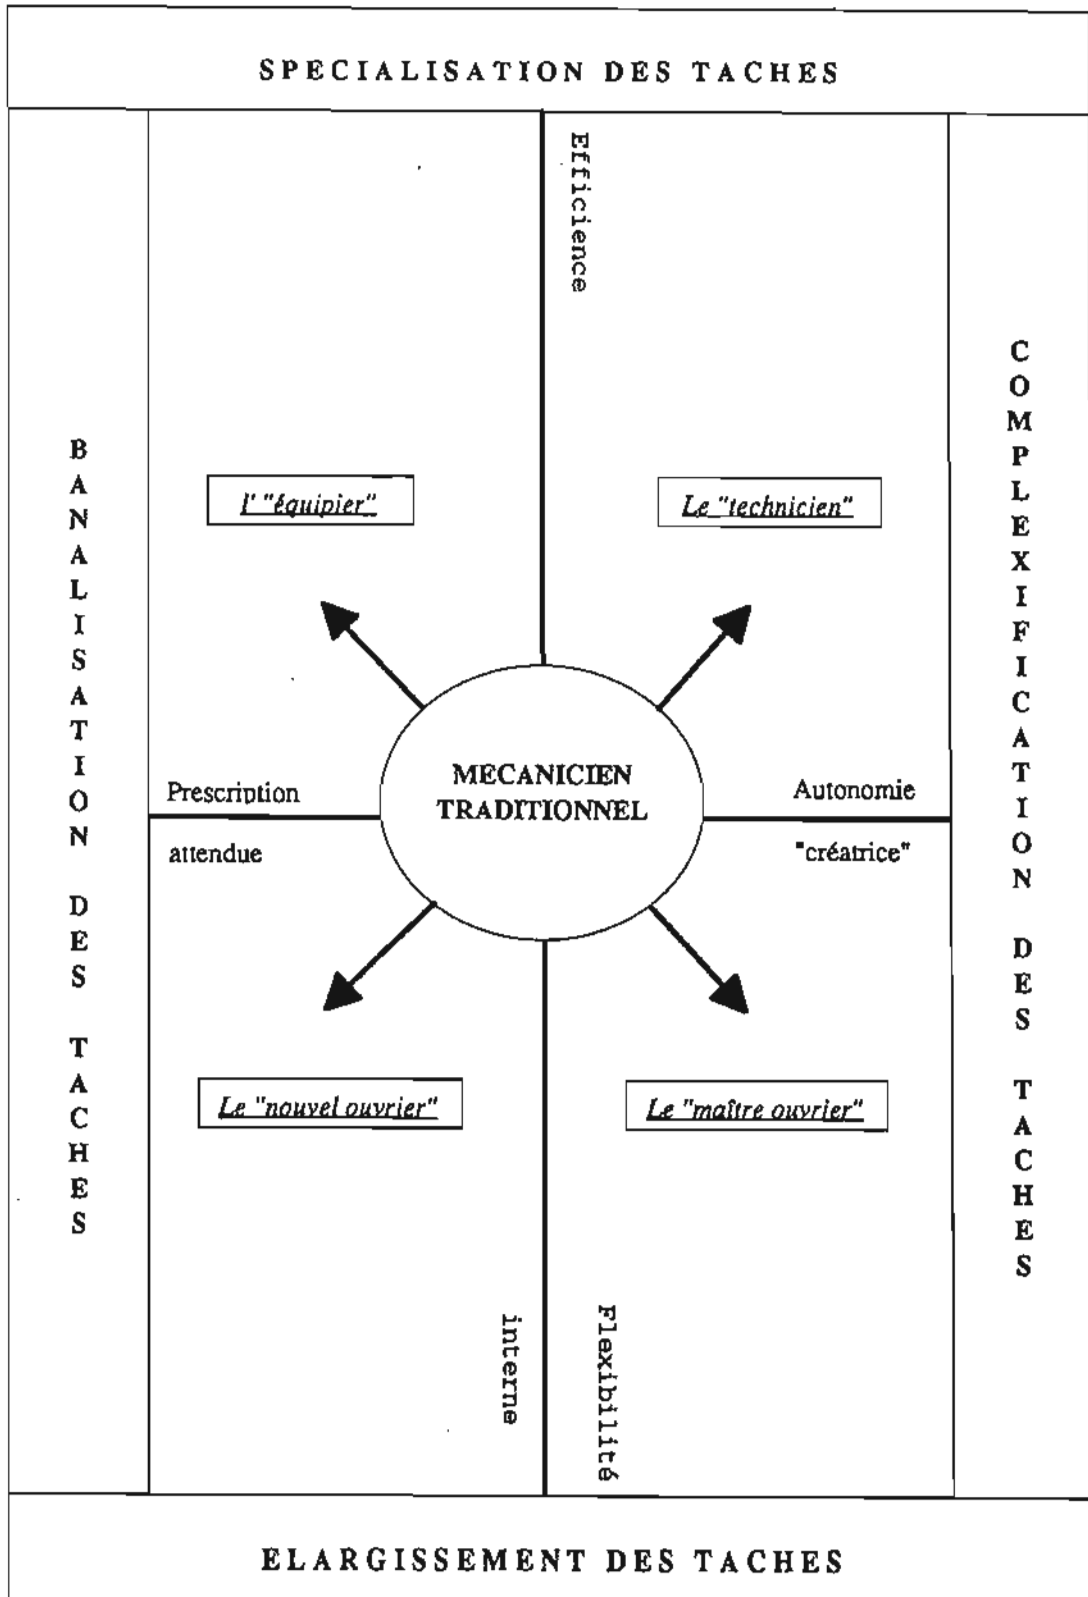 SPECIALISATION DES TACHES
Efficience
BANALISATION DES TACHES
COMPLEXIFICATION DES TACHES
l' "équipier"
Le "technicien"
MECANICIEN
TRADITIONNEL
Prescription
attendue
Autonomie
"créatrice"
Le "nouvel ouvrier"
Le "maître ouvrier"
Flexibilité
interne
ELARGISSEMENT DES TACHES